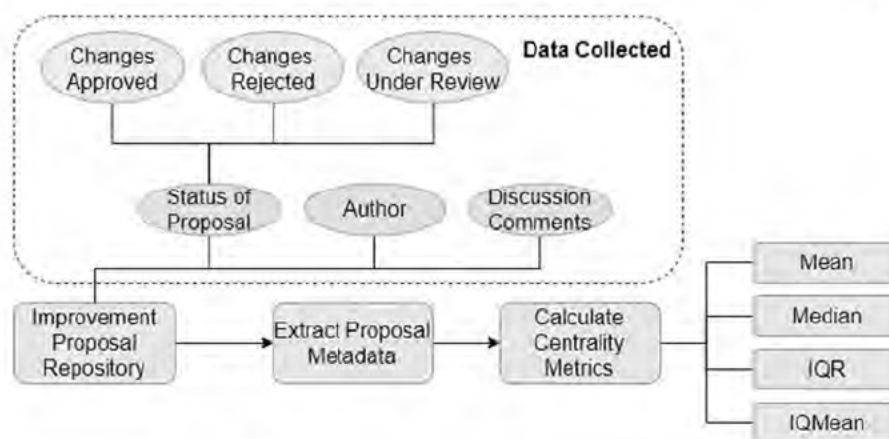 Data Collected
Changes
Approved
Changes
Rejected
Changes
Under Review
Status of
Proposal
Author
Discussion
Comments
Improvement
Proposal
Repository
Extract Proposal
Metadata
Calculate
Centrality
Metrics
Mean
Median
IQR
IQMean